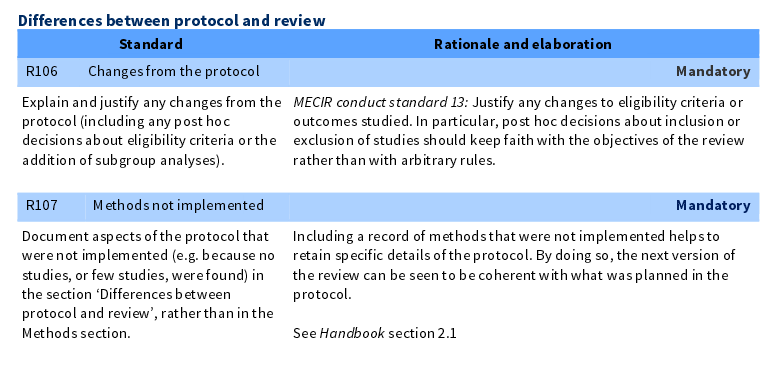 Differences between protocol and review
Standard Rationale and elaboration
R106 Changes from the protocol Mandatory
Explain and justify any changes from the
protocol (including any post hoc
decisions about eligibility criteria or the
addition of subgroup analyses).
MECIR conduct standard 13: Justify any changes to eligibility criteria or
outcomes studied. In particular, post hoc decisions about inclusion or
exclusion of studies should keep faith with the objectives of the review
rather than with arbitrary rules.
R107 Methods not implemented Mandatory
Document aspects of the protocol that
were not implemented (e.g. because no
studies, or few studies, were found) in
the section ‘Differences between
protocol and review’, rather than in the
Methods section.
Including a record of methods that were not implemented helps to
retain specific details of the protocol. By doing so, the next version of
the review can be seen to be coherent with what was planned in the
protocol.
See Handbook section 2.1